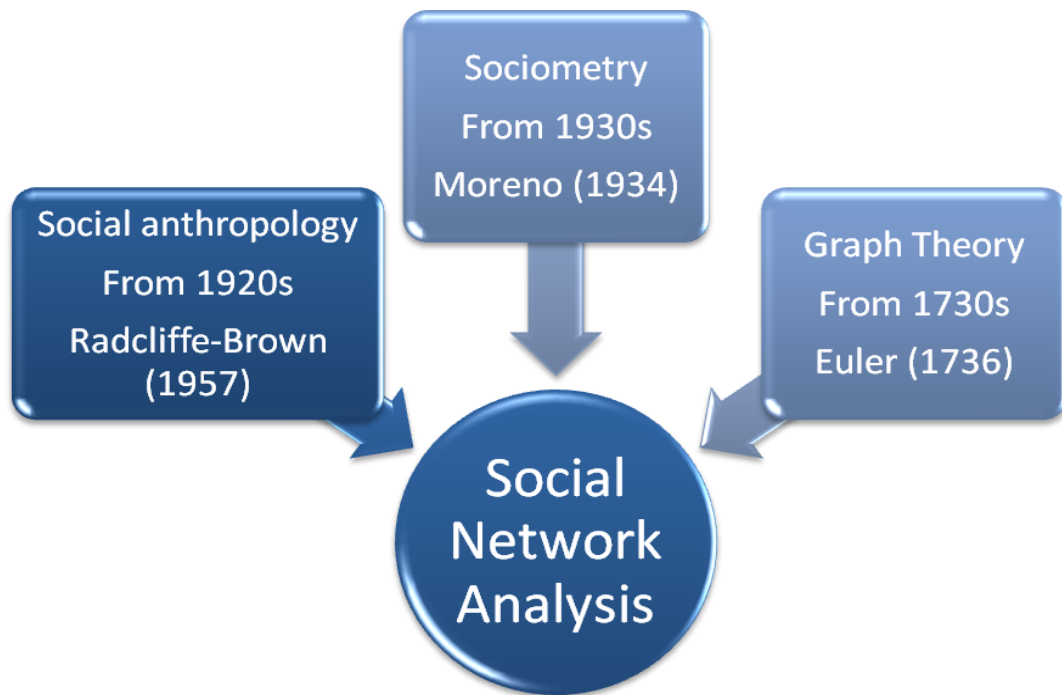 Sociometry
From 1930s
Moreno (1934)
Social anthropology
From 1920s
Radcliffe-Brown
(1957)
Graph Theory
From 1730s
Euler (1736)
Social
Network
Analysis